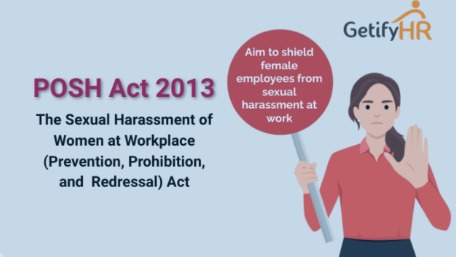 GetifyHR
Aim to shield
female
employees from
sexual
harassment at
work
POSH Act 2013
The Sexual Harassment of
Women at Workplace
(Prevention, Prohibition,
and Redressal) Act